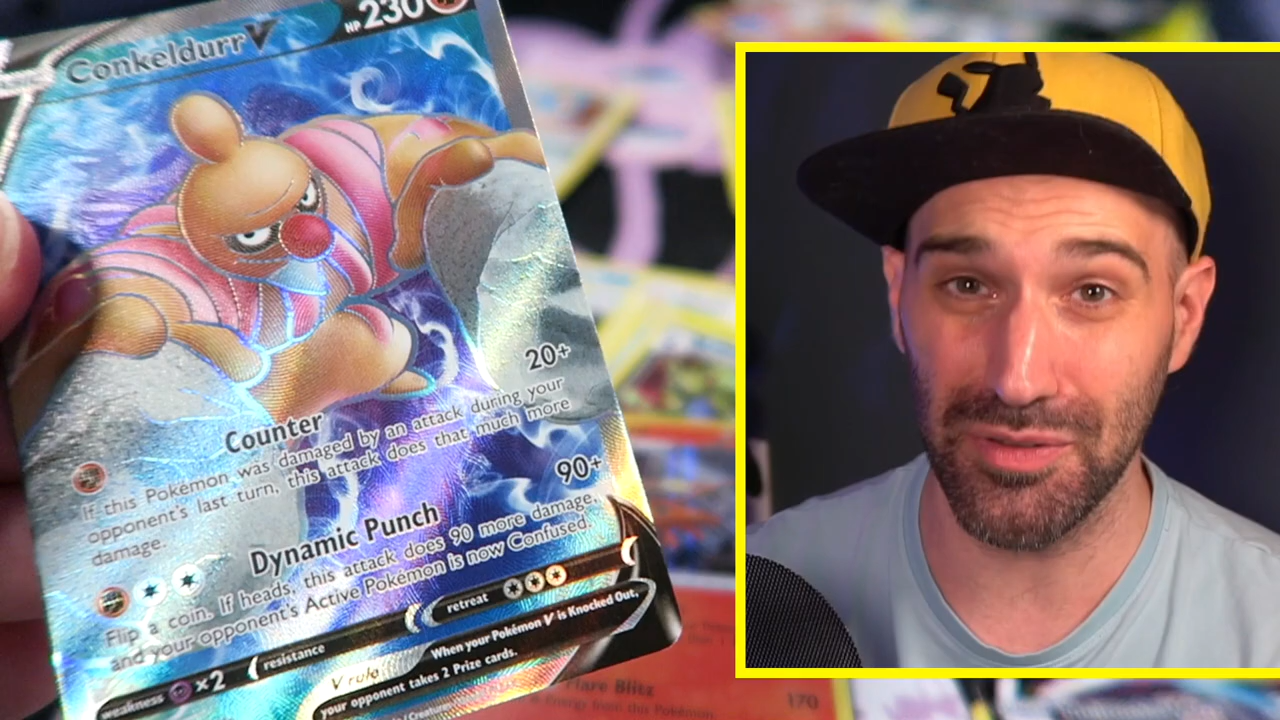 Conkeldurr V HP 230
Counter 20+
If this Pokémon was damaged by an attack during your
opponent's last turn, this attack does that much more
damage.
Dynamic Punch 90+
Flip a coin. If heads, this attack does 90 more damage,
and your opponent's Active Pokémon is now Confused.
weakness ×2 resistance retreat
V rule When your Pokémon V is Knocked Out,
your opponent takes 2 Prize cards.
Flare Blitz 170